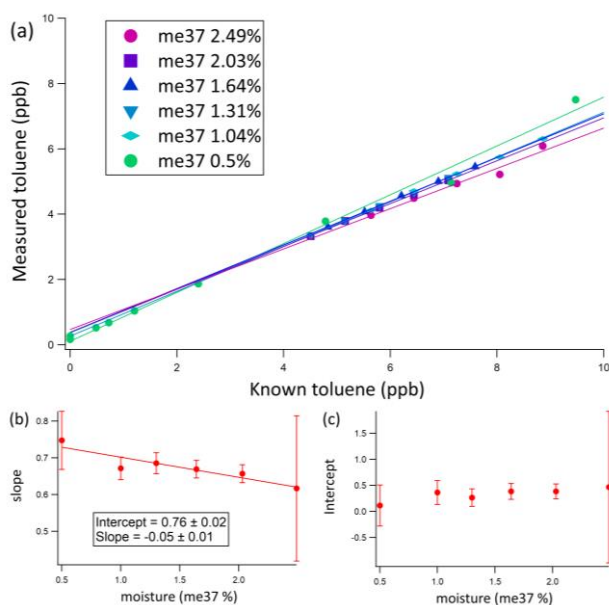 (a)
me37 2.49%
me37 2.03%
me37 1.64%
me37 1.31%
me37 1.04%
me37 0.5%
Measured toluene (ppb)
10
8
6
4
2
0
0
2
4
6
8
10
Known toluene (ppb)
(b)
slope
0.8
0.7
0.6
0.5
Intercept = 0.76 ± 0.02
Slope = -0.05 ± 0.01
0.5
1.0
1.5
2.0
moisture (me37 %)
(c)
Intercept
1.5
1.0
0.5
0.0
-0.5
0.5
1.0
1.5
2.0
moisture (me37 %)